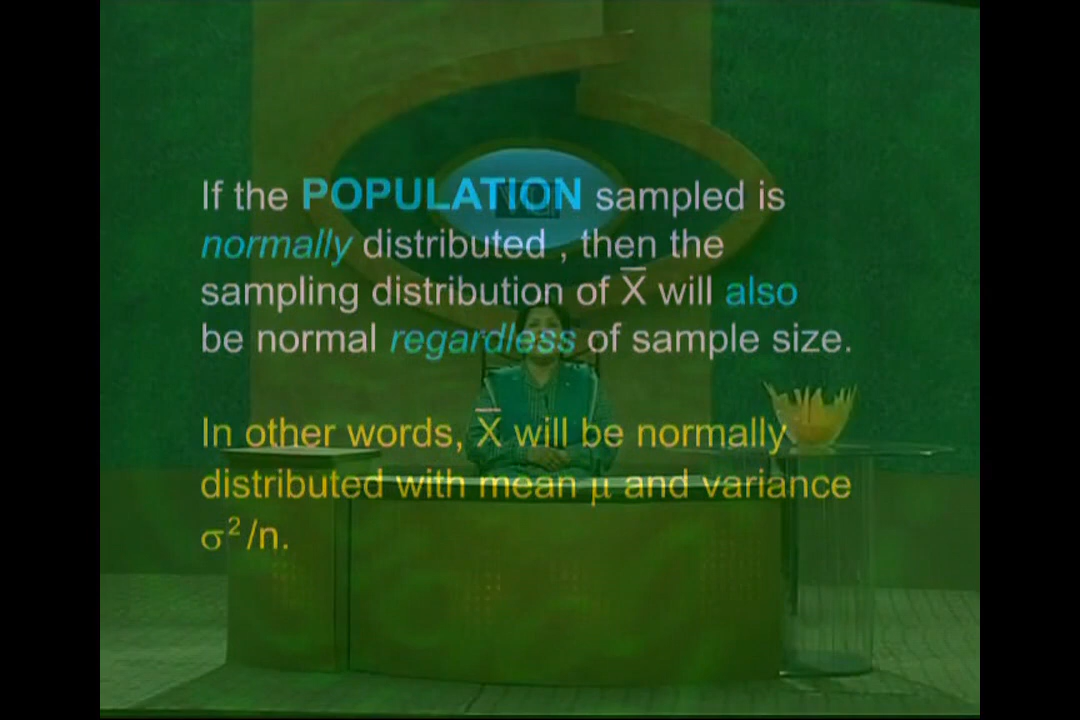 If the POPULATION sampled is
normally distributed , then the
sampling distribution of X̅ will also
be normal regardless of sample size.
In other words, X̅ will be normally
distributed with mean μ and variance
σ²/n.